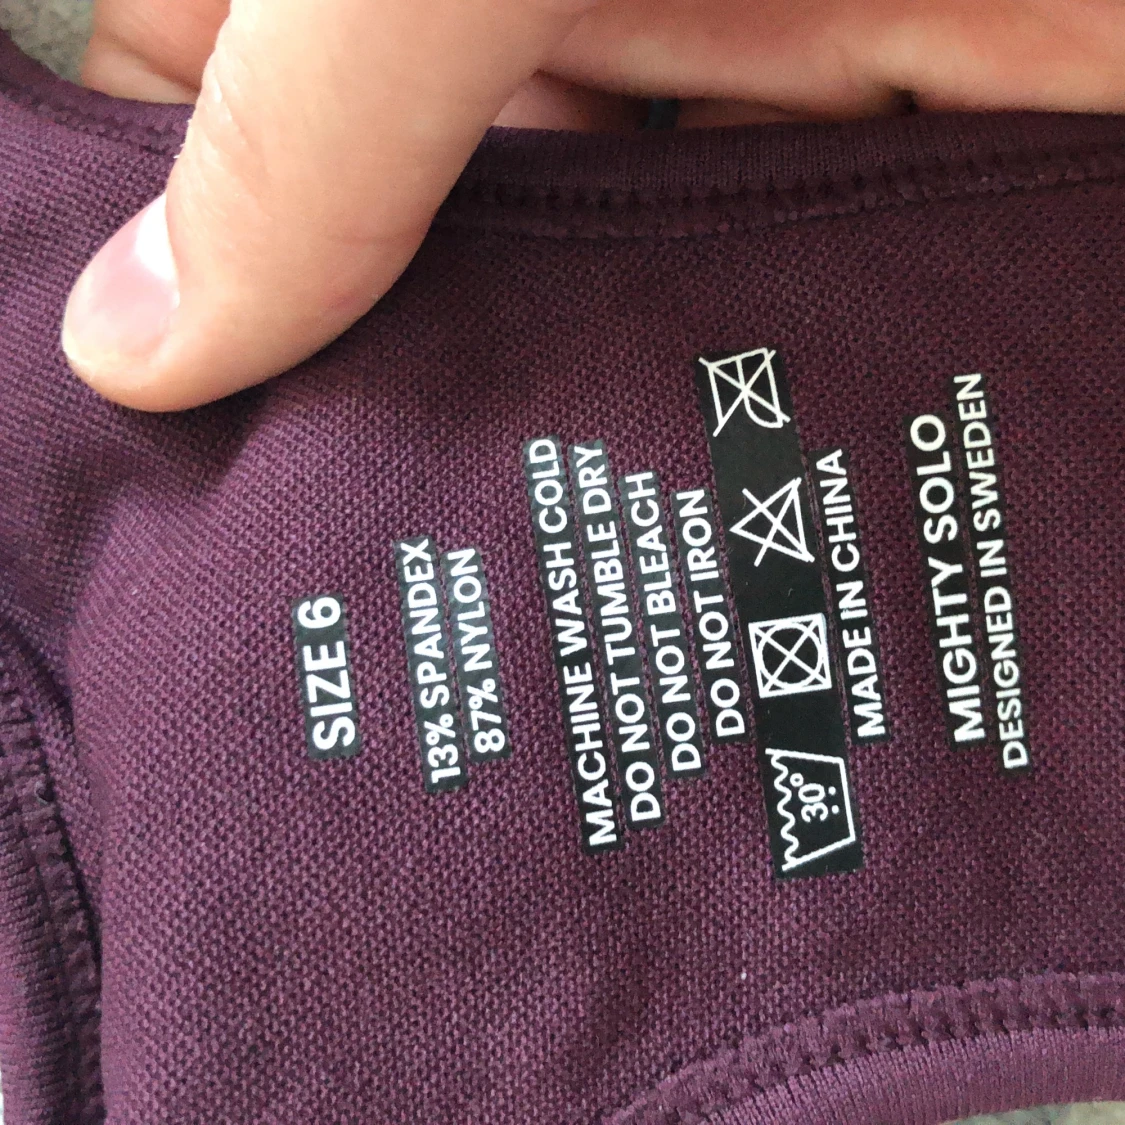 SIZE 6
13% SPANDEX
87% NYLON
MACHINE WASH COLD
DO NOT TUMBLE DRY
DO NOT BLEACH
DO NOT IRON
30°
MADE IN CHINA
MIGHTY SOLO
DESIGNED IN SWEDEN